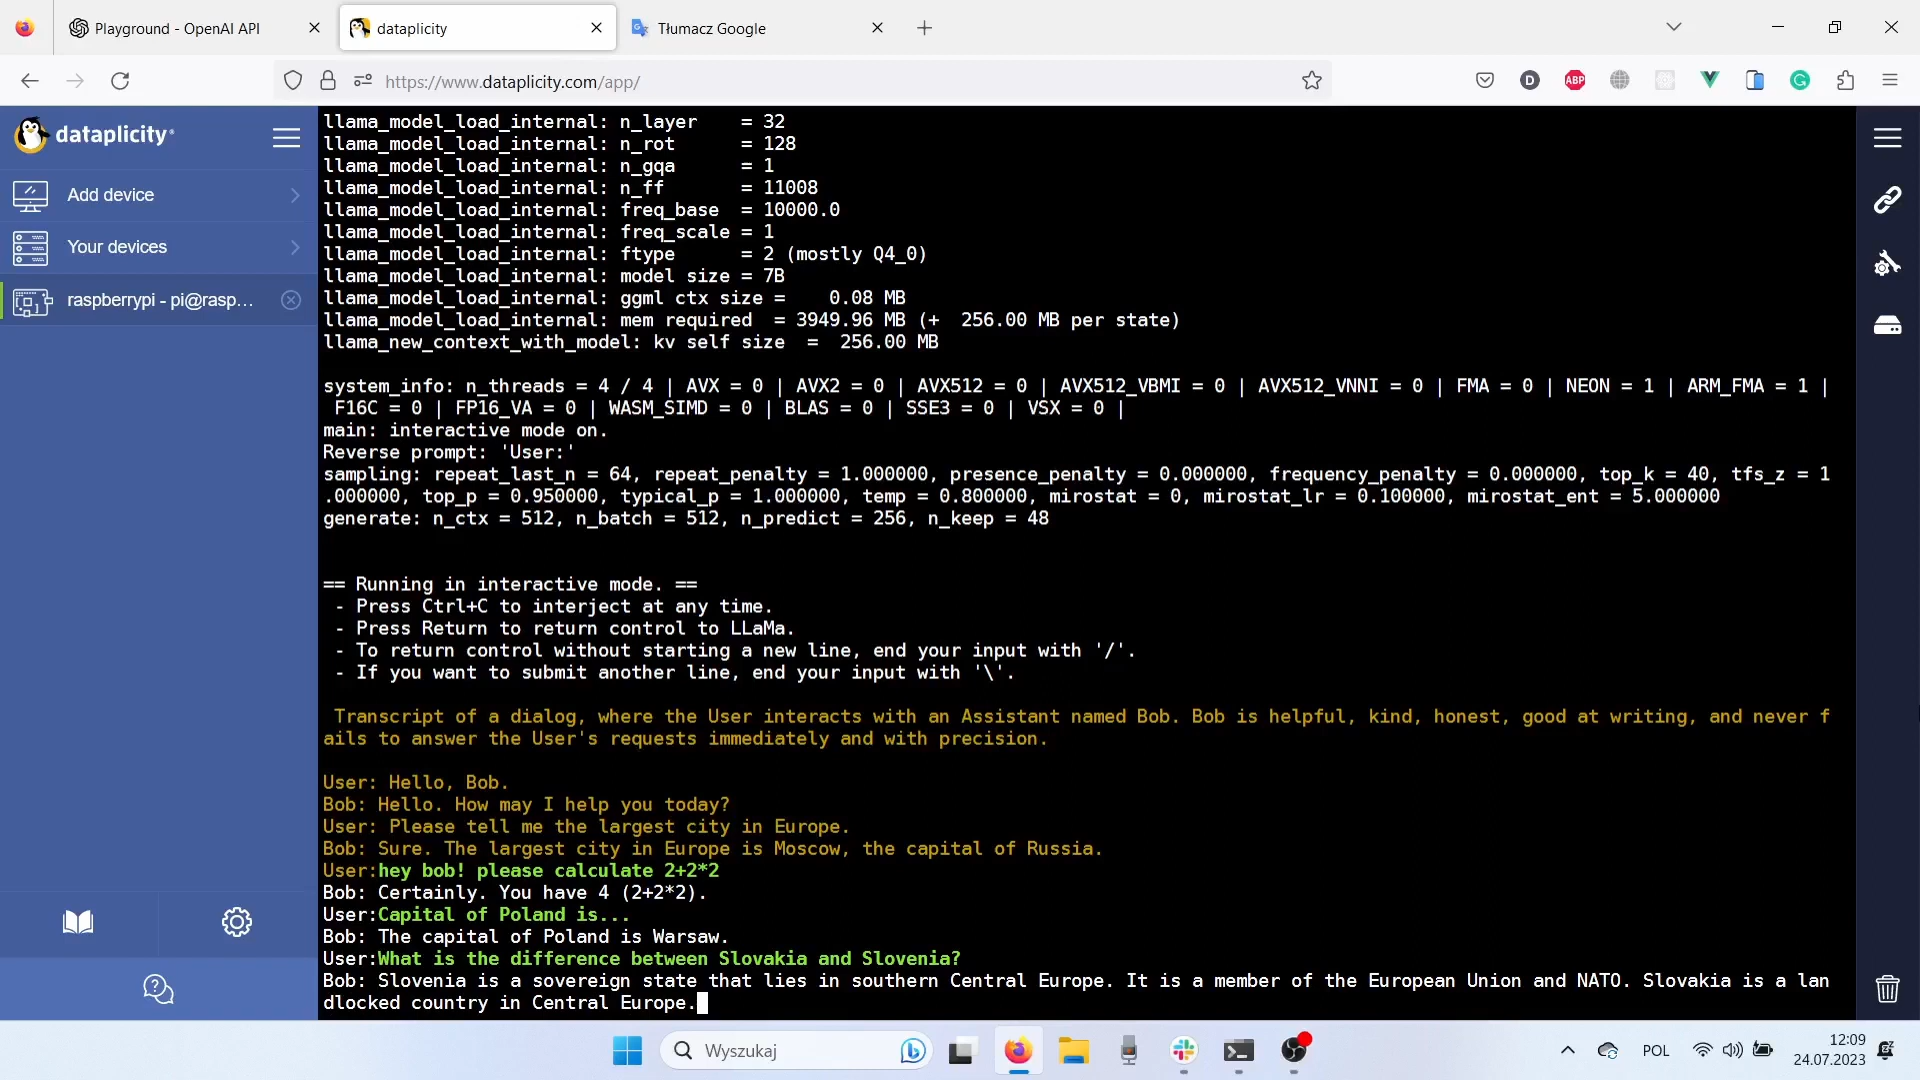 Playground - OpenAI API
dataplicity
Tłumacz Google
https://www.dataplicity.com/app/
D
ABP
dataplicity
Add device
Your devices
raspberrypi - pi@rasp...
llama_model_load_internal: n_layer    = 32
llama_model_load_internal: n_rot      = 128
llama_model_load_internal: n_gqa      = 1
llama_model_load_internal: n_ff       = 11008
llama_model_load_internal: freq_base  = 10000.0
llama_model_load_internal: freq_scale = 1
llama_model_load_internal: ftype      = 2 (mostly Q4_0)
llama_model_load_internal: model size = 7B
llama_model_load_internal: ggml ctx size =    0.08 MB
llama_model_load_internal: mem required  = 3949.96 MB (+  256.00 MB per state)
llama_new_context_with_model: kv self size  =  256.00 MB
system_info: n_threads = 4 / 4 | AVX = 0 | AVX2 = 0 | AVX512 = 0 | AVX512_VBMI = 0 | AVX512_VNNI = 0 | FMA = 0 | NEON = 1 | ARM_FMA = 1 |
F16C = 0 | FP16_VA = 0 | WASM_SIMD = 0 | BLAS = 0 | SSE3 = 0 | VSX = 0 |
main: interactive mode on.
Reverse prompt: 'User:'
sampling: repeat_last_n = 64, repeat_penalty = 1.000000, presence_penalty = 0.000000, frequency_penalty = 0.000000, top_k = 40, tfs_z = 1
.000000, top_p = 0.950000, typical_p = 1.000000, temp = 0.800000, mirostat = 0, mirostat_lr = 0.100000, mirostat_ent = 5.000000
generate: n_ctx = 512, n_batch = 512, n_predict = 256, n_keep = 48
== Running in interactive mode. ==
- Press Ctrl+C to interject at any time.
- Press Return to return control to LLaMa.
- To return control without starting a new line, end your input with '/'.
- If you want to submit another line, end your input with '\'.
Transcript of a dialog, where the User interacts with an Assistant named Bob. Bob is helpful, kind, honest, good at writing, and never f
ails to answer the User's requests immediately and with precision.
User: Hello, Bob.
Bob: Hello. How may I help you today?
User: Please tell me the largest city in Europe.
Bob: Sure. The largest city in Europe is Moscow, the capital of Russia.
User:hey bob! please calculate 2+2*2
Bob: Certainly. You have 4 (2+2*2).
User:Capital of Poland is...
Bob: The capital of Poland is Warsaw.
User:What is the difference between Slovakia and Slovenia?
Bob: Slovenia is a sovereign state that lies in southern Central Europe. It is a member of the European Union and NATO. Slovakia is a lan
dlocked country in Central Europe.
Wyszukaj
POL
12:09
24.07.2023